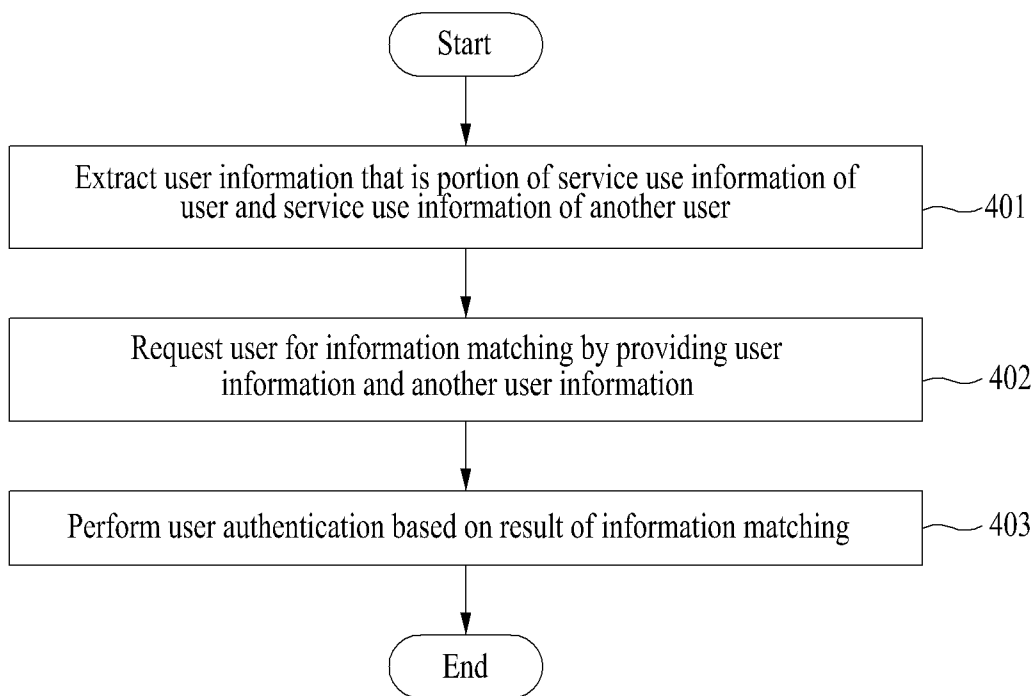 Start
Extract user information that is portion of service use information of
user and service use information of another user
401
Request user for information matching by providing user
information and another user information
402
Perform user authentication based on result of information matching
403
End